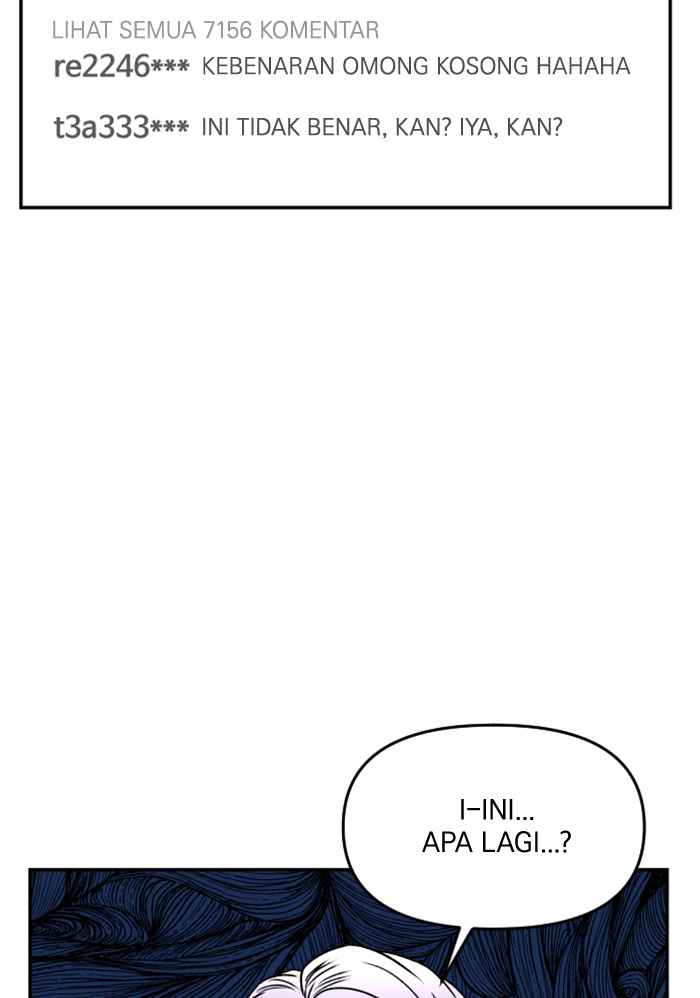 LIHAT SEMUA 7156 KOMENTAR
re2246*** KEBENARAN OMONG KOSONG HAHAHA
t3a333*** INI TIDAK BENAR, KAN? IYA, KAN?
I-INI...
APA LAGI...?